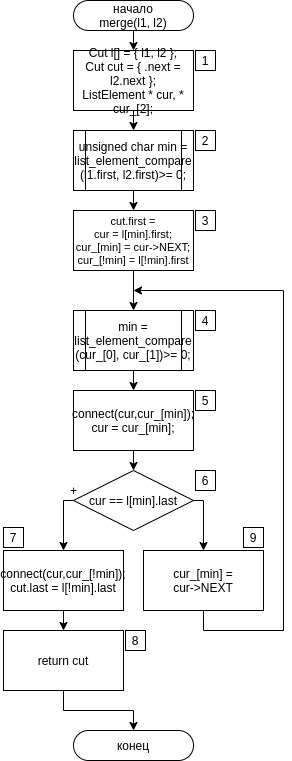 начало
merge(l1, l2)
1
Cut l[] = { l1, l2 };
Cut cut = { .next =
l2.next };
ListElement * cur, *
cur_[2];
2
unsigned char min =
list_element_compare
(l1.first, l2.first)>= 0;
3
cut.first =
cur = l[min].first;
cur_[min] = cur->NEXT;
cur_[!min] = l[!min].first
4
min =
list_element_compare
(cur_[0], cur_[1])>= 0;
5
connect(cur,cur_[min]);
cur = cur_[min];
6
cur == l[min].last
+
7
connect(cur,cur_[!min]);
cut.last = l[!min].last
9
cur_[min] =
cur->NEXT
8
return cut
конец